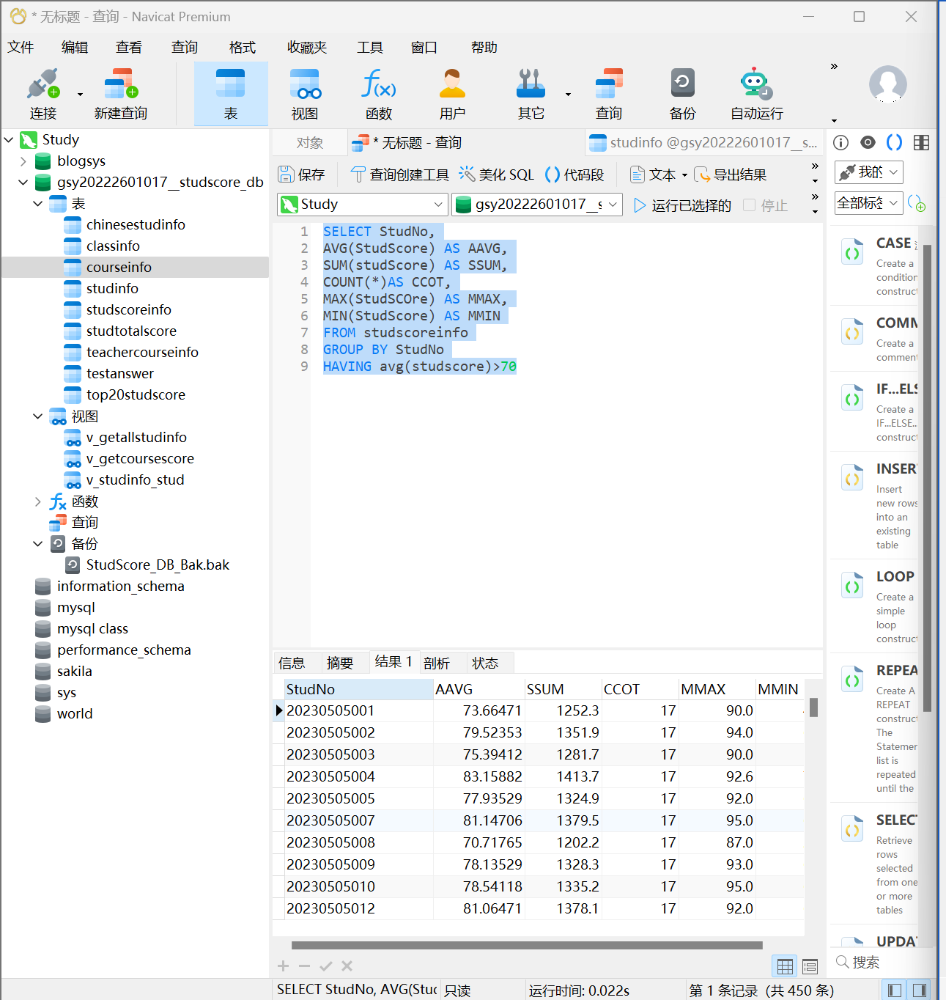 * 无标题 - 查询 - Navicat Premium
文件 编辑 查看 查询 格式 收藏夹 工具 窗口 帮助
连接 新建查询 表 视图 函数 用户 其它 查询 备份 自动运行
Study
blogsys
gsy20222601017__studscore_db
表
chinesestudinfo
classinfo
courseinfo
studinfo
studscoreinfo
studtotalscore
teachercourseinfo
testanswer
top20studscore
视图
v_getallstudinfo
v_getcoursescore
v_studinfo_stud
函数
查询
备份
StudScore_DB_Bak.bak
information_schema
mysql
mysql class
performance_schema
sakila
sys
world
对象 * 无标题 - 查询 studinfo @gsy20222601017__s...
保存 查询创建工具 美化 SQL 代码段 文本 导出结果
Study gsy20222601017__s 运行已选择的 停止
1 SELECT StudNo,
2 AVG(StudScore) AS AAVG,
3 SUM(studScore) AS SSUM,
4 COUNT(*)AS CCOT,
5 MAX(StudSCOre) AS MMAX,
6 MIN(StudScore) AS MMIN
7 FROM studscoreinfo
8 GROUP BY StudNo
9 HAVING avg(studscore)>70
信息 摘要 结果 1 剖析 状态
StudNo AAVG SSUM CCOT MMAX MMIN
20230505001 73.66471 1252.3 17 90.0
20230505002 79.52353 1351.9 17 94.0
20230505003 75.39412 1281.7 17 90.0
20230505004 83.15882 1413.7 17 92.6
20230505005 77.93529 1324.9 17 92.0
20230505007 81.14706 1379.5 17 95.0
20230505008 70.71765 1202.2 17 87.0
20230505009 78.13529 1328.3 17 93.0
20230505010 78.54118 1335.2 17 95.0
20230505012 81.06471 1378.1 17 92.0
SELECT StudNo, AVG(Stuc 只读 运行时间: 0.022s 第 1 条记录 (共 450 条)
我的
全部标签
CASE
Create a
condition
construct
COMM
Create a
comment
IF...ELS
Create a
IF...ELSE...
construct
INSERT
Insert
new rows
into an
existing
table
LOOP
Create a
simple
loop
construct
REPEA
Create A
REPEAT
construct
The
Statemer
list is
repeated
until the
SELECT
Retrieve
rows
selected
from one
or more
tables
UPDA
搜索